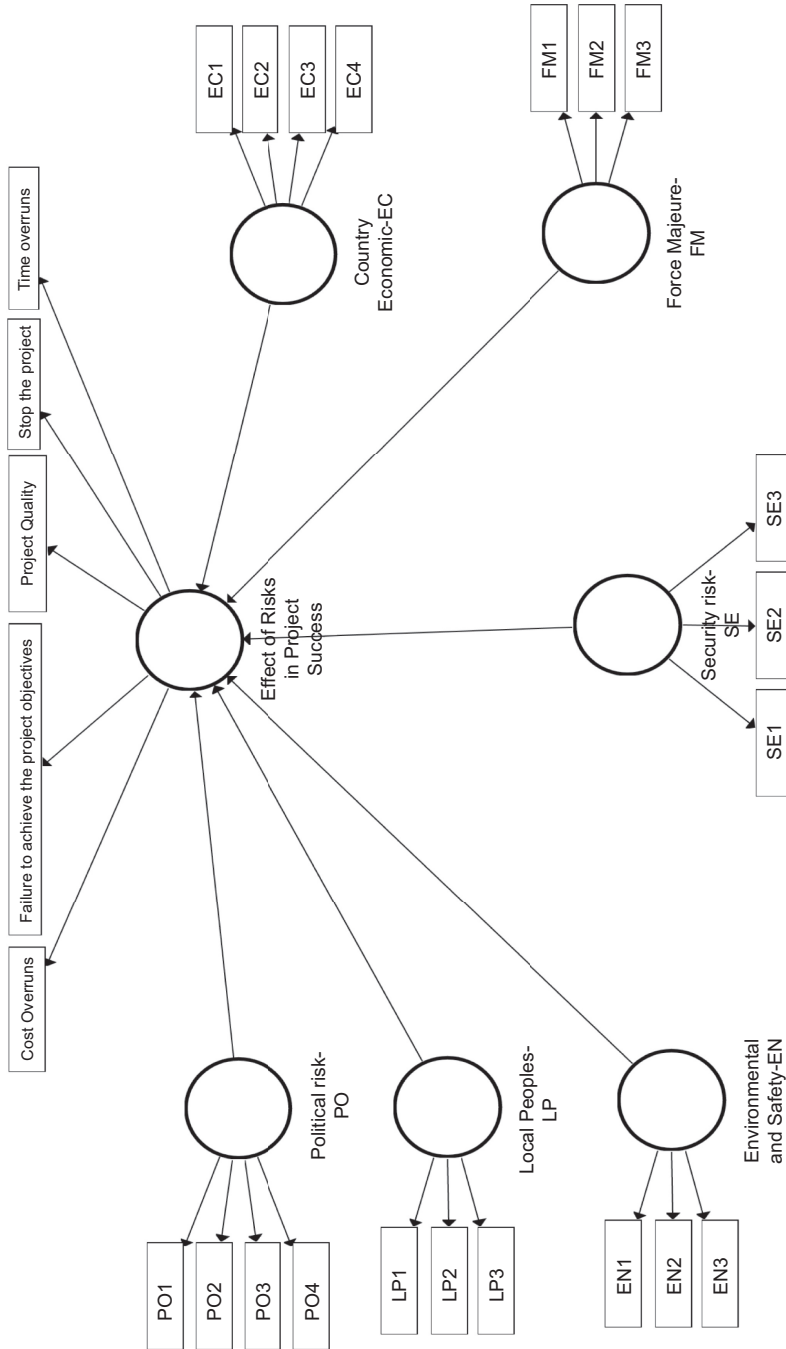 Cost Overruns
Failure to achieve the project objectives
Project Quality
Stop the project
Time overruns
PO1
PO2
PO3
PO4
Political risk-
PO
Effect of Risks
in Project
Success
Country
Economic-EC
EC1
EC2
EC3
EC4
LP1
LP2
LP3
Local Peoples-
LP
Force Majeure-
FM
FM1
FM2
FM3
EN1
EN2
EN3
Environmental
and Safety-EN
Security risk-
SE
SE1
SE2
SE3